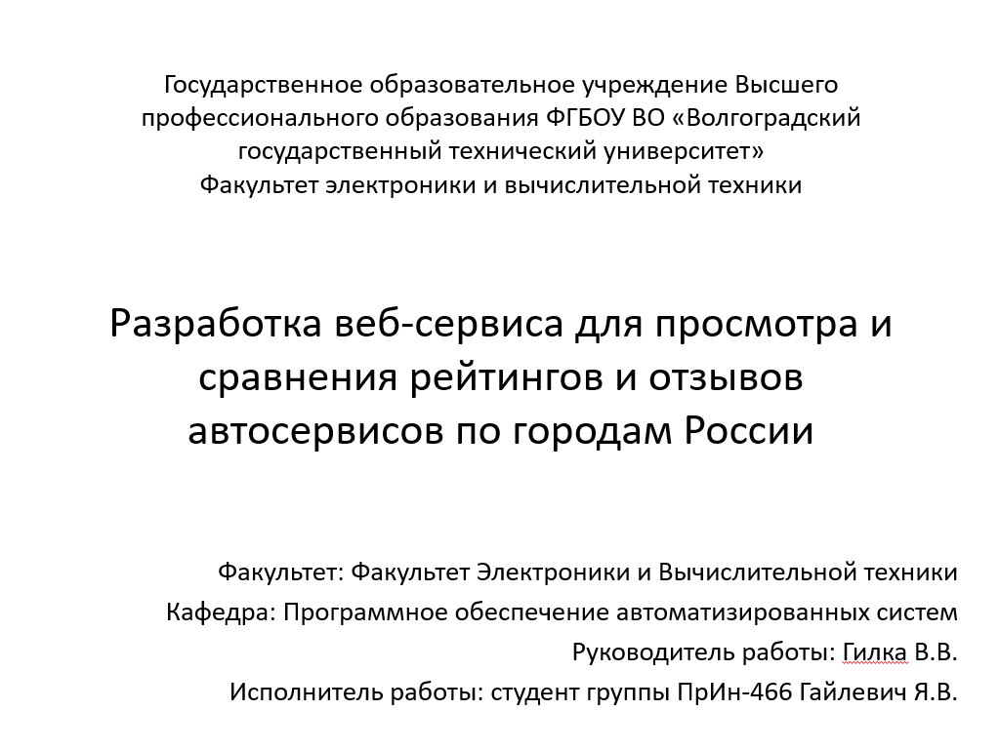 Государственное образовательное учреждение Высшего
профессионального образования ФГБОУ ВО «Волгоградский
государственный технический университет»
Факультет электроники и вычислительной техники
Разработка веб-сервиса для просмотра и
сравнения рейтингов и отзывов
автосервисов по городам России
Факультет: Факультет Электроники и Вычислительной техники
Кафедра: Программное обеспечение автоматизированных систем
Руководитель работы: Гилка В.В.
Исполнитель работы: студент группы ПрИн-466 Гайлевич Я.В.